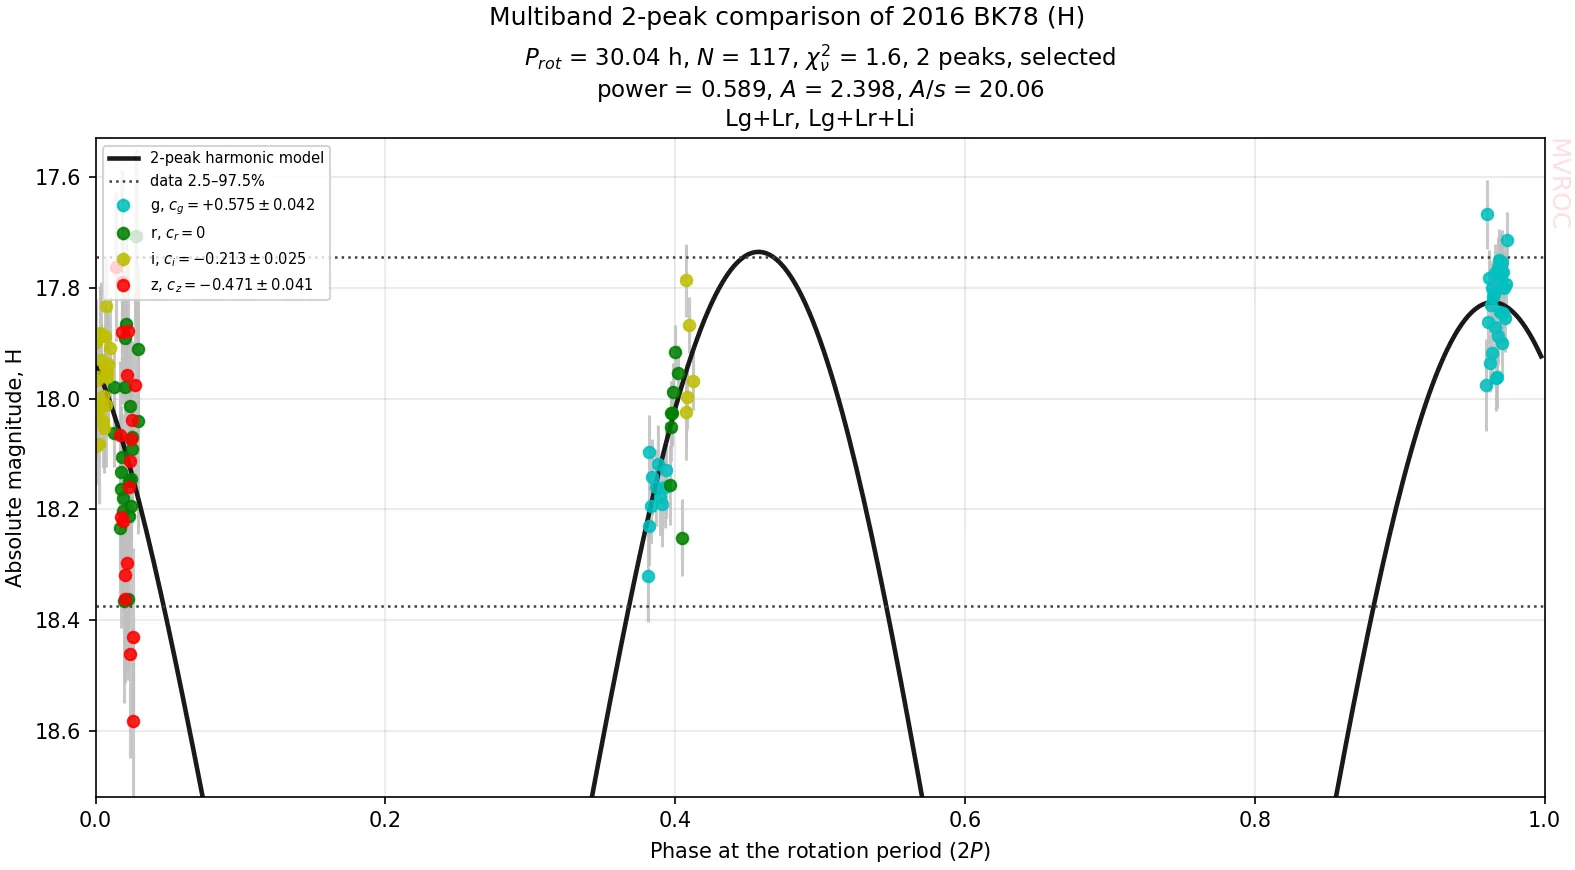 Multiband 2-peak comparison of 2016 BK78 (H)
P_rot = 30.04 h, N = 117, χ²_ν = 1.6, 2 peaks, selected
power = 0.589, A = 2.398, A/s = 20.06
Lg+Lr, Lg+Lr+Li
2-peak harmonic model
data 2.5–97.5%
g, c_g = +0.575 ± 0.042
r, c_r = 0
i, c_i = −0.213 ± 0.025
z, c_z = −0.471 ± 0.041
MVROC
Absolute magnitude, H
17.6
17.8
18.0
18.2
18.4
18.6
0.0 0.2 0.4 0.6 0.8 1.0
Phase at the rotation period (2P)